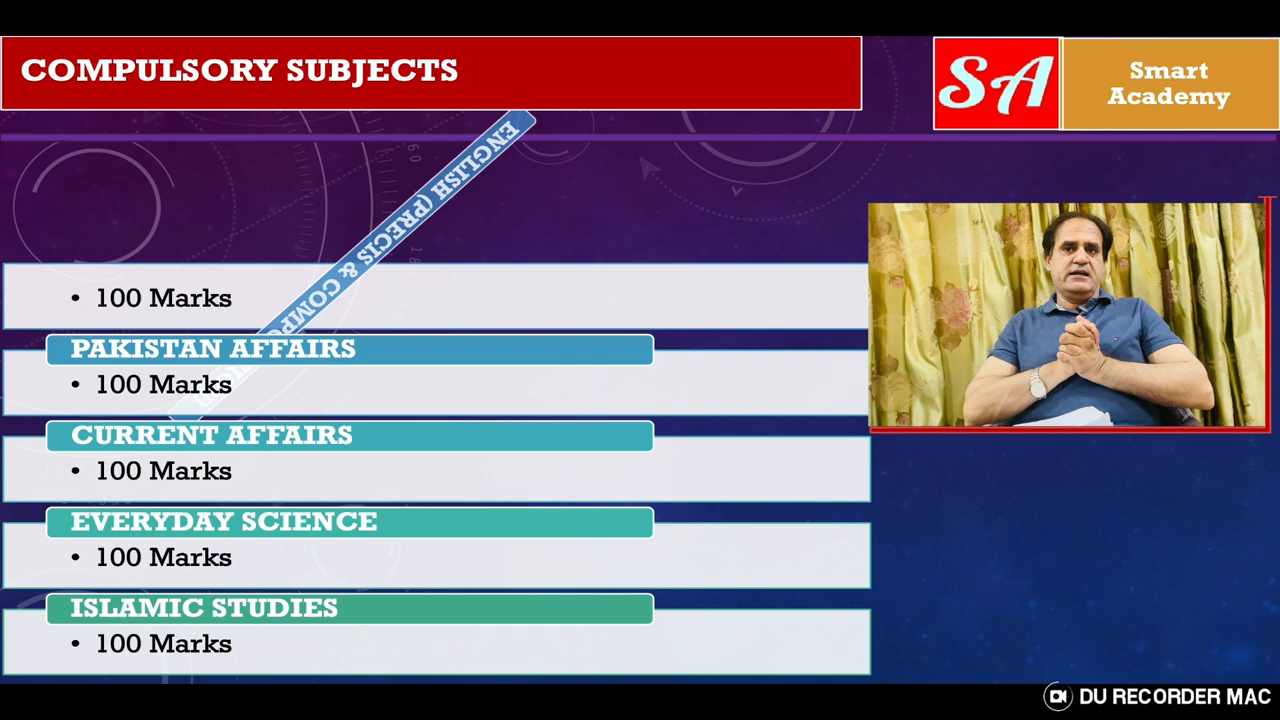 COMPULSORY SUBJECTS
SA
Smart
Academy
ENGLISH (PRECIS &
• 100 Marks
PAKISTAN AFFAIRS
• 100 Marks
CURRENT AFFAIRS
• 100 Marks
EVERYDAY SCIENCE
• 100 Marks
ISLAMIC STUDIES
• 100 Marks
DU RECORDER MAC